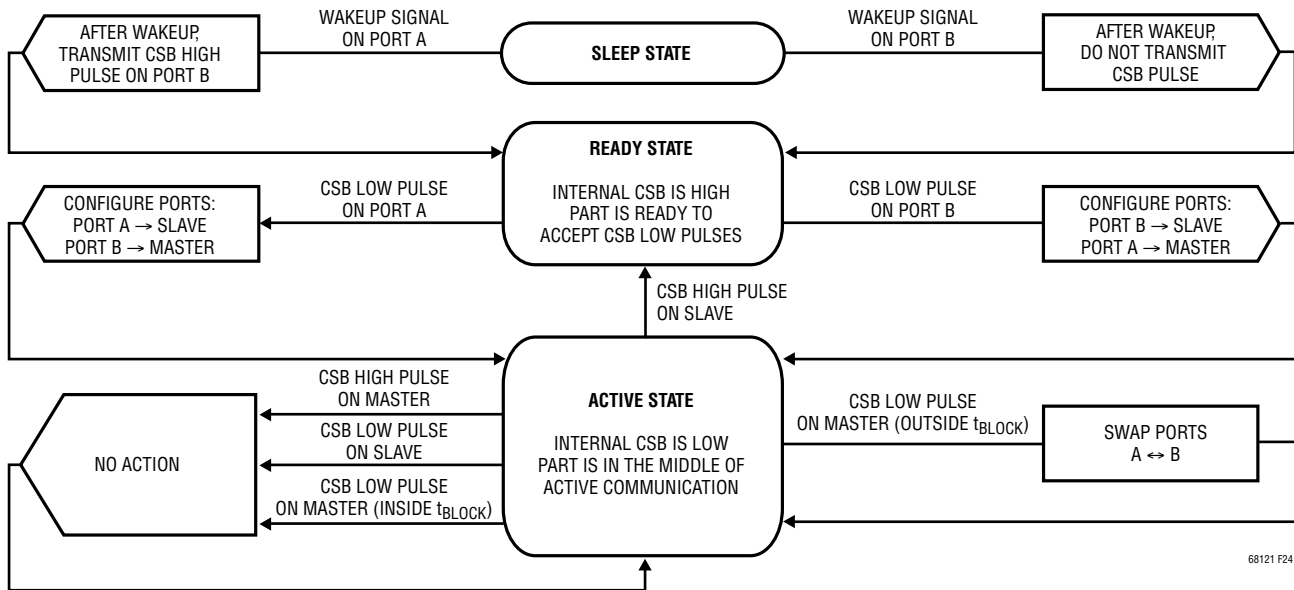 AFTER WAKEUP,
TRANSMIT CSB HIGH
PULSE ON PORT B
WAKEUP SIGNAL
ON PORT A
SLEEP STATE
WAKEUP SIGNAL
ON PORT B
AFTER WAKEUP,
DO NOT TRANSMIT
CSB PULSE
READY STATE
INTERNAL CSB IS HIGH
PART IS READY TO
ACCEPT CSB LOW PULSES
CONFIGURE PORTS:
PORT A → SLAVE
PORT B → MASTER
CSB LOW PULSE
ON PORT A
CSB LOW PULSE
ON PORT B
CONFIGURE PORTS:
PORT B → SLAVE
PORT A → MASTER
CSB HIGH PULSE
ON SLAVE
ACTIVE STATE
INTERNAL CSB IS LOW
PART IS IN THE MIDDLE OF
ACTIVE COMMUNICATION
NO ACTION
CSB HIGH PULSE
ON MASTER
CSB LOW PULSE
ON SLAVE
CSB LOW PULSE
ON MASTER (INSIDE tBLOCK)
CSB LOW PULSE
ON MASTER (OUTSIDE tBLOCK)
SWAP PORTS
A ↔ B
68121 F24